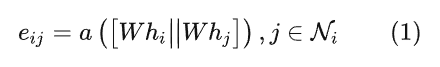 e_{ij} = a ([Wh_i||Wh_j]), j ∈ 𝒩_i (1)